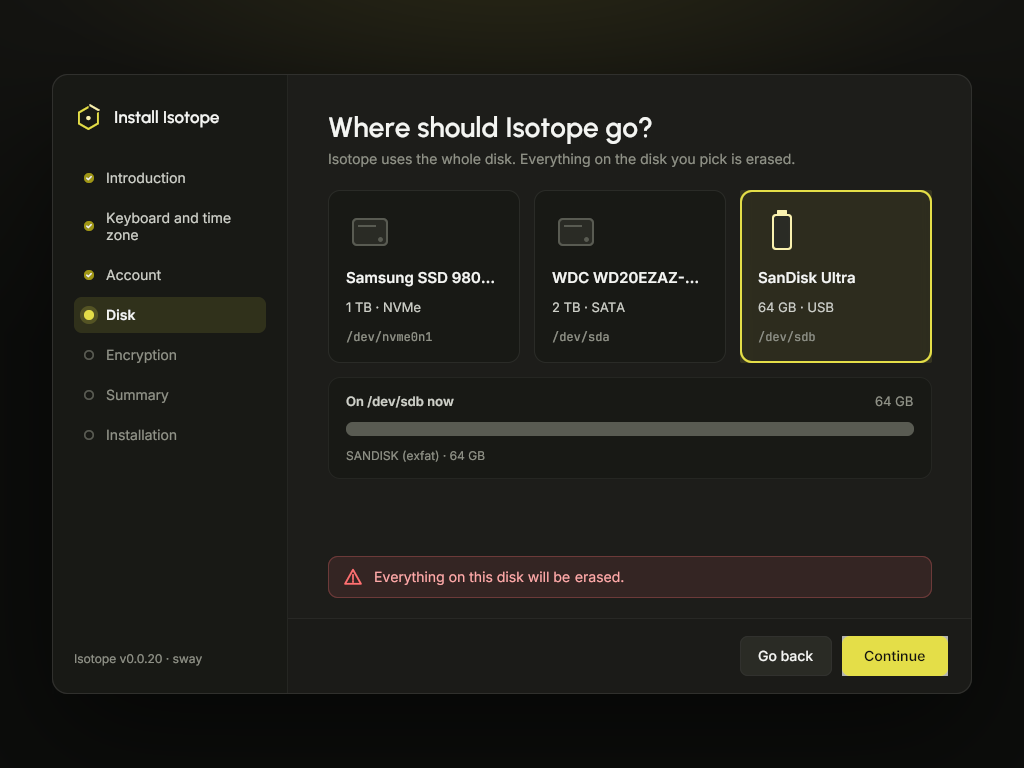 Install Isotope
Introduction
Keyboard and time
zone
Account
Disk
Encryption
Summary
Installation
Isotope v0.0.20 · sway
Where should Isotope go?
Isotope uses the whole disk. Everything on the disk you pick is erased.
Samsung SSD 980...
1 TB · NVMe
/dev/nvme0n1
WDC WD20EZAZ-...
2 TB · SATA
/dev/sda
SanDisk Ultra
64 GB · USB
/dev/sdb
On /dev/sdb now
64 GB
SANDISK (exfat) · 64 GB
Everything on this disk will be erased.
Go back
Continue